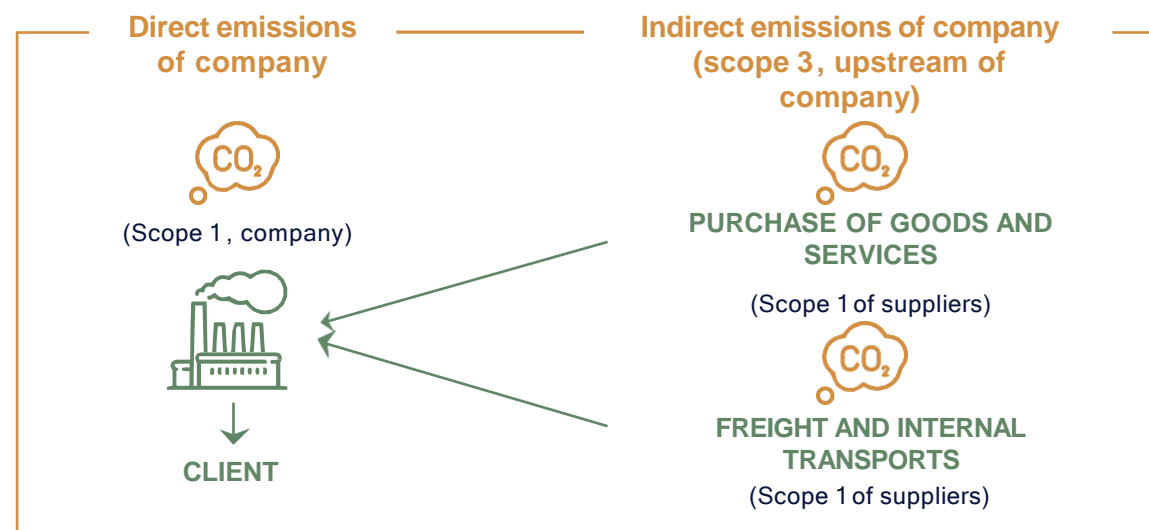 Direct emissions
of company
(Scope 1, company)
CO₂
CLIENT
Indirect emissions of company
(scope 3, upstream of
company)
CO₂
PURCHASE OF GOODS AND
SERVICES
(Scope 1 of suppliers)
CO₂
FREIGHT AND INTERNAL
TRANSPORTS
(Scope 1 of suppliers)